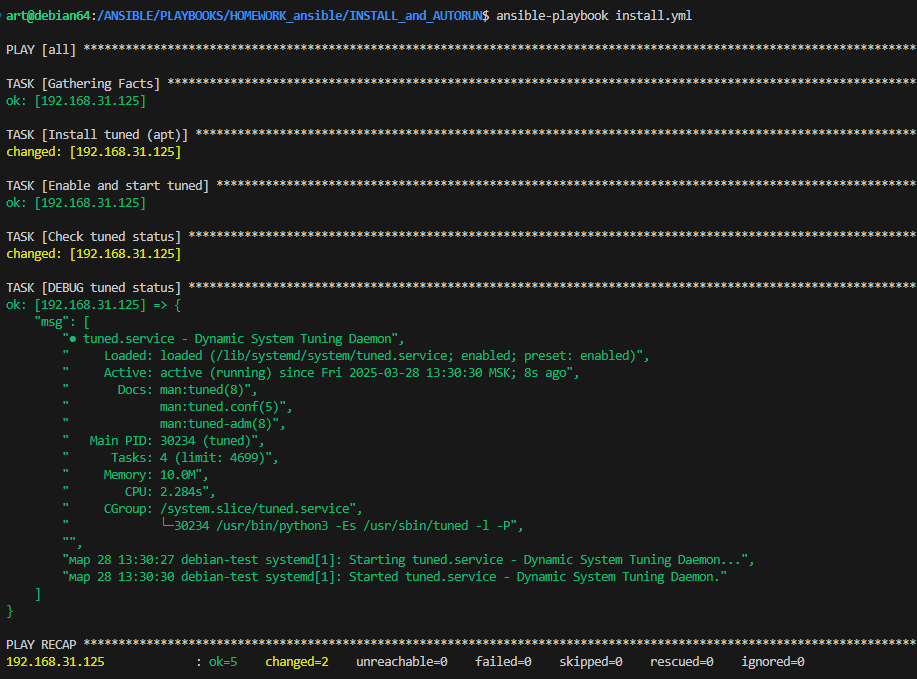 art@debian64:/ANSIBLE/PLAYBOOKS/HOMEWORK_ansible/INSTALL_and_AUTORUN$ ansible-playbook install.yml
PLAY [all] ***********************************************************************************************************************
TASK [Gathering Facts] ***********************************************************************************************************
ok: [192.168.31.125]
TASK [Install tuned (apt)] *******************************************************************************************************
changed: [192.168.31.125]
TASK [Enable and start tuned] ****************************************************************************************************
ok: [192.168.31.125]
TASK [Check tuned status] ********************************************************************************************************
changed: [192.168.31.125]
TASK [DEBUG tuned status] ********************************************************************************************************
ok: [192.168.31.125] => {
    "msg": [
        "● tuned.service - Dynamic System Tuning Daemon",
        "     Loaded: loaded (/lib/systemd/system/tuned.service; enabled; preset: enabled)",
        "     Active: active (running) since Fri 2025-03-28 13:30:30 MSK; 8s ago",
        "       Docs: man:tuned(8)",
        "             man:tuned.conf(5)",
        "             man:tuned-adm(8)",
        "   Main PID: 30234 (tuned)",
        "      Tasks: 4 (limit: 4699)",
        "     Memory: 10.0M",
        "        CPU: 2.284s",
        "     CGroup: /system.slice/tuned.service",
        "             └─30234 /usr/bin/python3 -Es /usr/sbin/tuned -l -P",
        "",
        "мар 28 13:30:27 debian-test systemd[1]: Starting tuned.service - Dynamic System Tuning Daemon...",
        "мар 28 13:30:30 debian-test systemd[1]: Started tuned.service - Dynamic System Tuning Daemon."
    ]
}
PLAY RECAP ***********************************************************************************************************************
192.168.31.125             : ok=5    changed=2    unreachable=0    failed=0    skipped=0    rescued=0    ignored=0